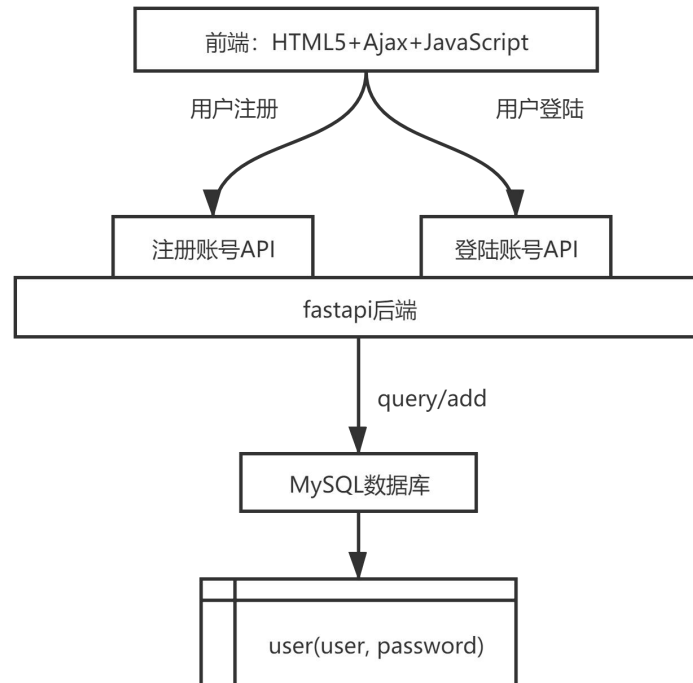 前端：HTML5+Ajax+JavaScript
用户注册
用户登陆
注册账号API
登陆账号API
fastapi后端
query/add
MySQL数据库
user(user, password)